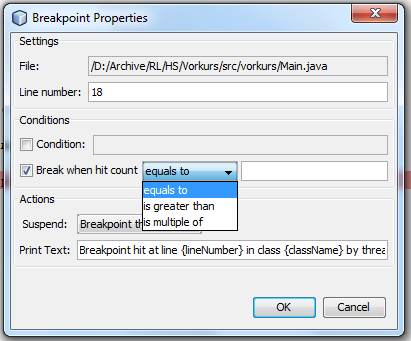 Breakpoint Properties
Settings
File: /D:/Archive/RL/HS/Vorkurs/src/vorkurs/Main.java
Line number: 18
Conditions
Condition:
Break when hit count equals to
equals to
is greater than
is multiple of
Actions
Suspend: Breakpoint th
Print Text: Breakpoint hit at line {lineNumber} in class {className} by threa
OK Cancel